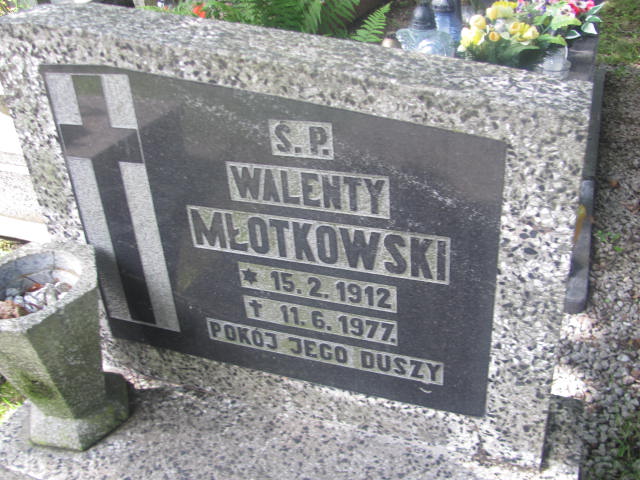 Ś. P.
WALENTY
MŁOTKOWSKI
* 15. 2. 1912
† 11. 6. 1977.
POKÓJ JEGO DUSZY